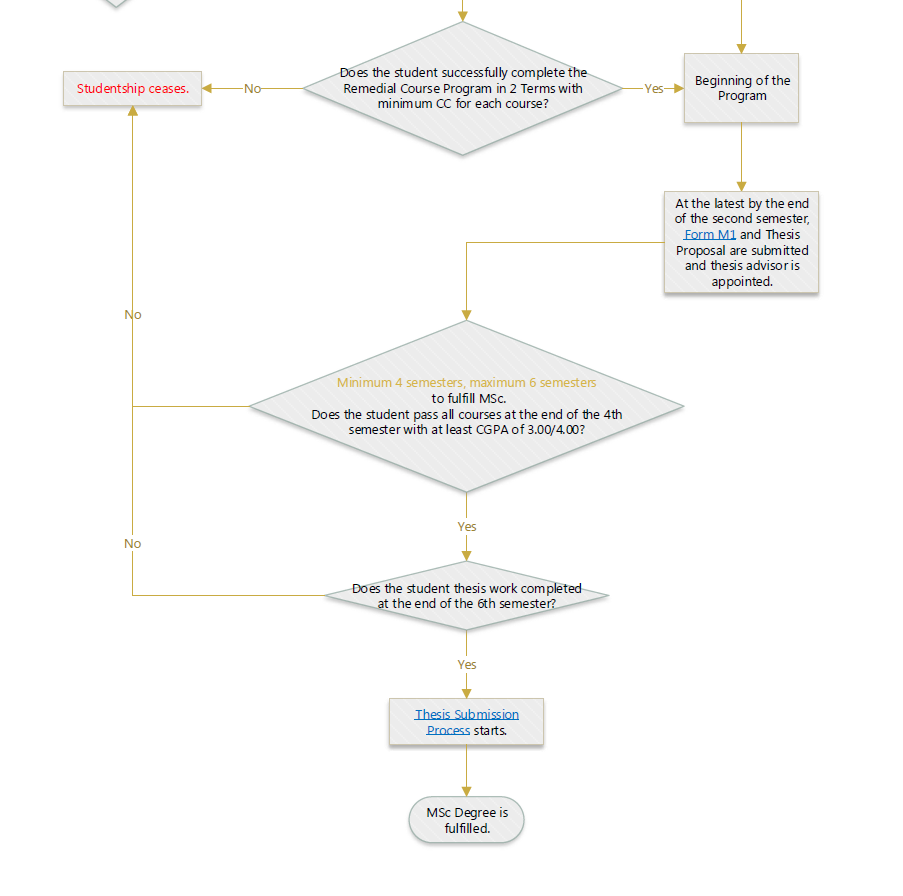 Does the student successfully complete the
Remedial Course Program in 2 Terms with
minimum CC for each course?
Studentship ceases.
No
Yes
Beginning of the
Program
At the latest by the end
of the second semester,
Form M1 and Thesis
Proposal are submitted
and thesis advisor is
appointed.
No
Minimum 4 semesters, maximum 6 semesters
to fulfill MSc.
Does the student pass all courses at the end of the 4th
semester with at least CGPA of 3.00/4.00?
Yes
No
Does the student thesis work completed
at the end of the 6th semester?
Yes
Thesis Submission
Process starts.
MSc Degree is
fulfilled.